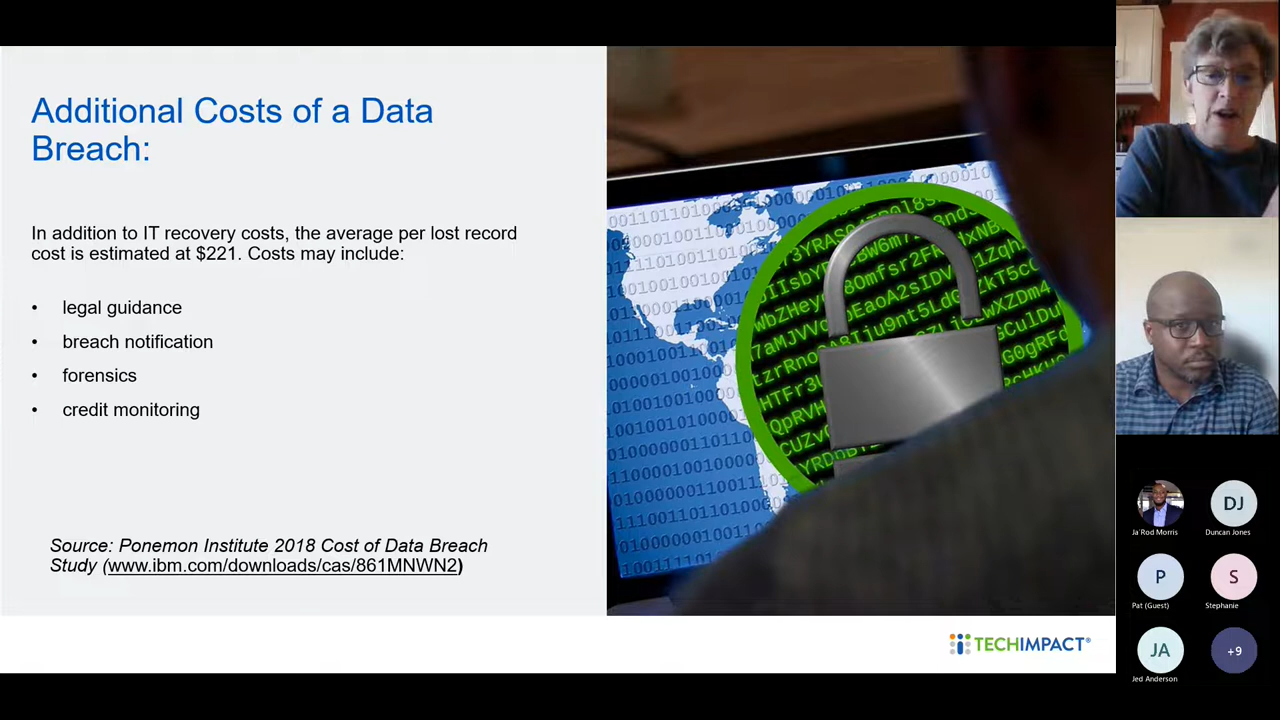 Additional Costs of a Data
Breach:
In addition to IT recovery costs, the average per lost record
cost is estimated at $221. Costs may include:
• legal guidance
• breach notification
• forensics
• credit monitoring
Source: Ponemon Institute 2018 Cost of Data Breach
Study (www.ibm.com/downloads/cas/861MNWN2)
TECHIMPACT®
Ja'Rod Morris
DJ
Duncan Jones
P
Pat (Guest)
S
Stephanie
JA
Jed Anderson
+9